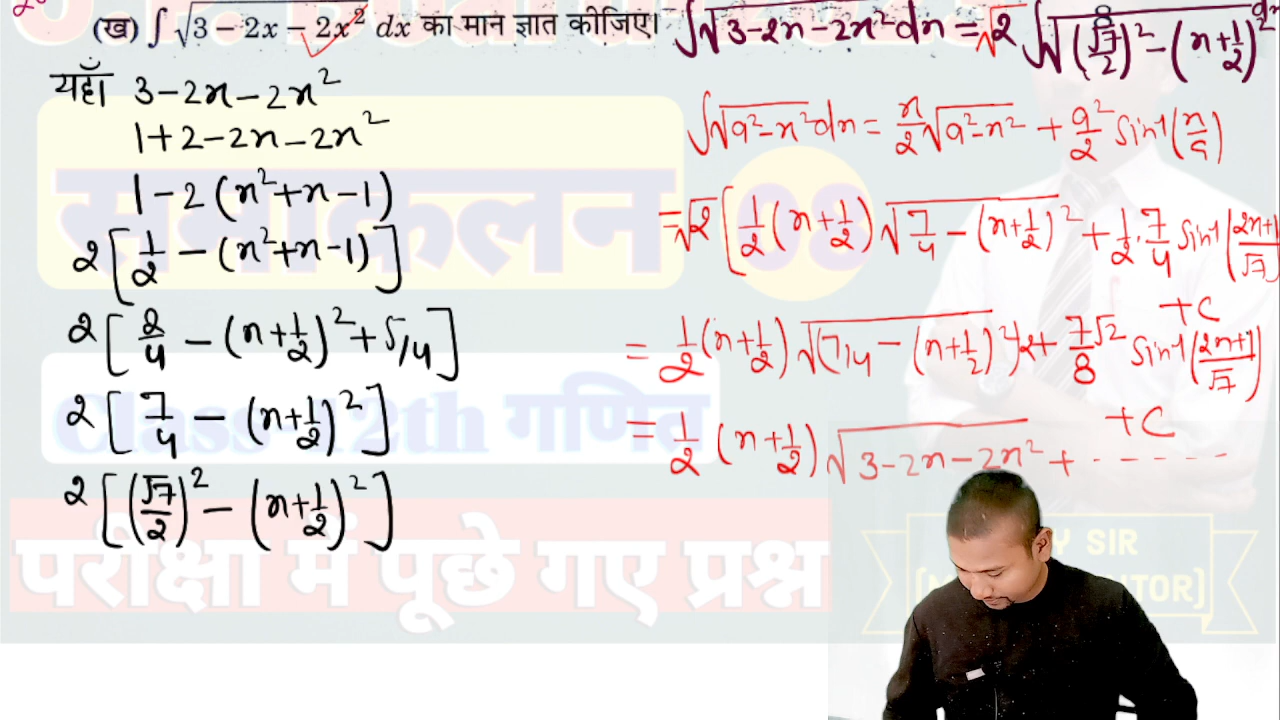 (ख) ∫ √3 − 2x − 2x² dx का मान ज्ञात कीजिए।
यहाँ 3-2x-2x²
1+2-2x-2x²
1-2(x²+x-1)
2[1/2 - (x²+x-1)]
2[2/4 - (x+1/2)²+5/4]
2[7/4 - (x+1/2)²]
2[(√7/2)² - (x+1/2)²]
∫√3-2x-2x² dx = √2 ∫√(√7/2)² - (x+1/2)² dx
∫√a²-x² dx = x/2 √a²-x² + a²/2 sin⁻¹(x/a)
=√2[1/2(x+1/2) √7/4 - (x+1/2)² + 1/2·7/4 sin⁻¹(2x+1/√7)
+c
= 1/2(x+1/2) √(7/4 - (x+1/2)²)2 + 7√2/8 sin⁻¹(2x+1/√7)
+c
= 1/2 (x+1/2) √3-2x-2x² + - - - - - -
समाकलन 03
Class 12th गणित
परीक्षा में पूछे गए प्रश्न
Y SIR